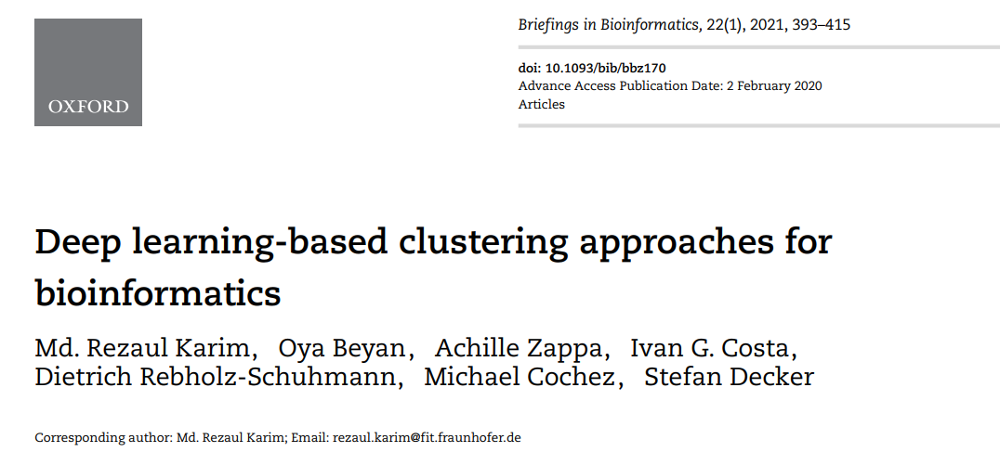 OXFORD
Briefings in Bioinformatics, 22(1), 2021, 393–415
doi: 10.1093/bib/bbz170
Advance Access Publication Date: 2 February 2020
Articles
Deep learning-based clustering approaches for
bioinformatics
Md. Rezaul Karim, Oya Beyan, Achille Zappa, Ivan G. Costa,
Dietrich Rebholz-Schuhmann, Michael Cochez, Stefan Decker
Corresponding author: Md. Rezaul Karim; Email: rezaul.karim@fit.fraunhofer.de